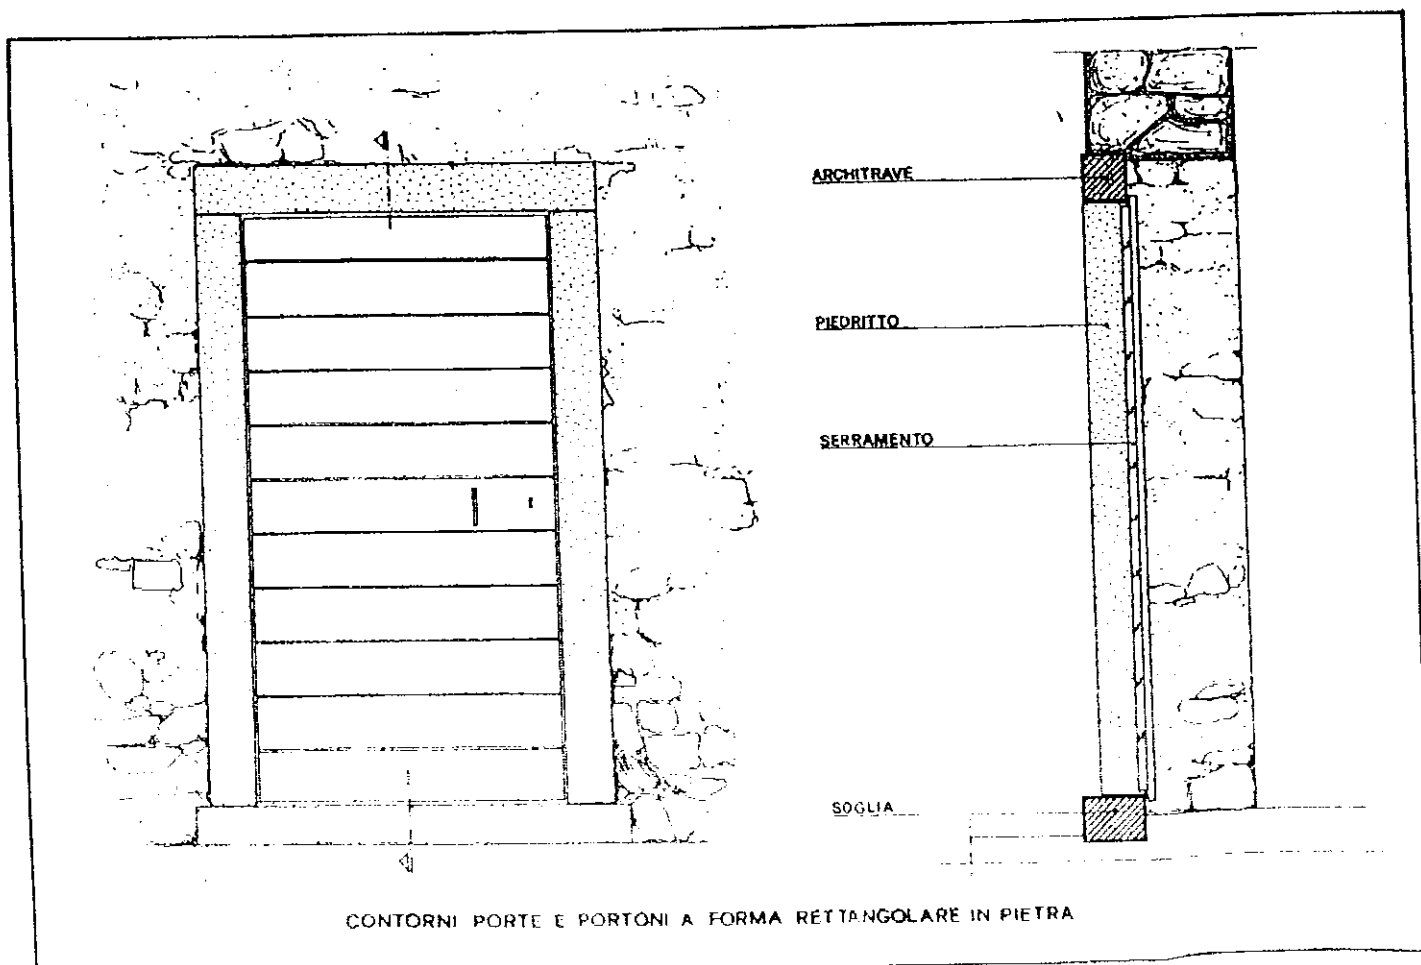 ARCHITRAVE
PIEDRITTO
SERRAMENTO
SOGLIA
CONTORNI PORTE E PORTONI A FORMA RETTANGOLARE IN PIETRA